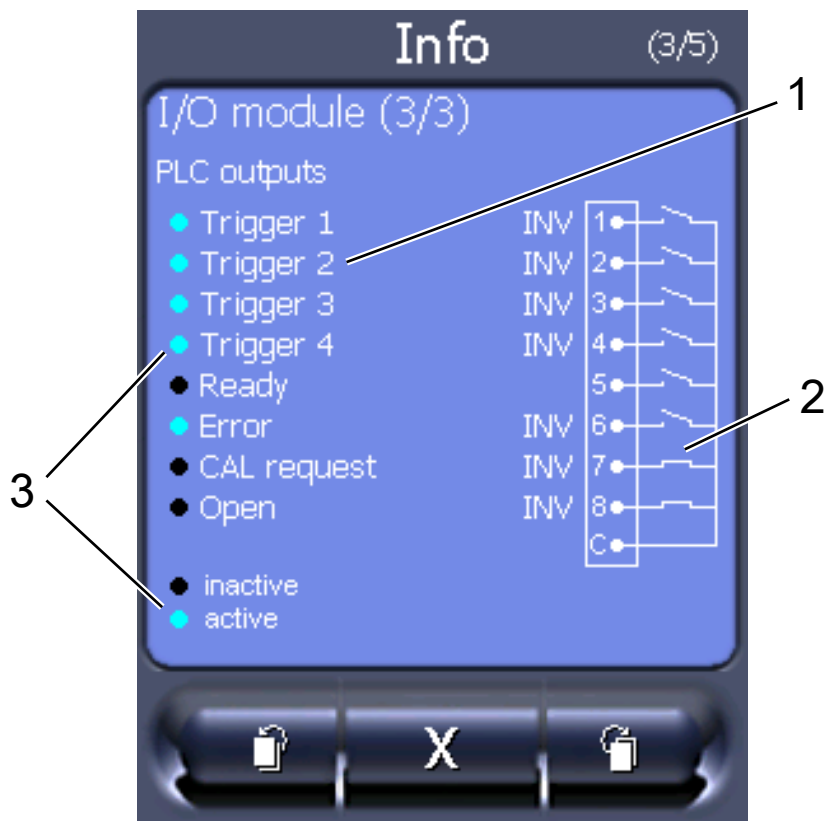 Info (3/5)
I/O module (3/3)
PLC outputs
Trigger 1 INV 1
Trigger 2 INV 2
Trigger 3 INV 3
Trigger 4 INV 4
Ready 5
Error INV 6
CAL request INV 7
Open INV 8
C
inactive
active
X
1
2
3